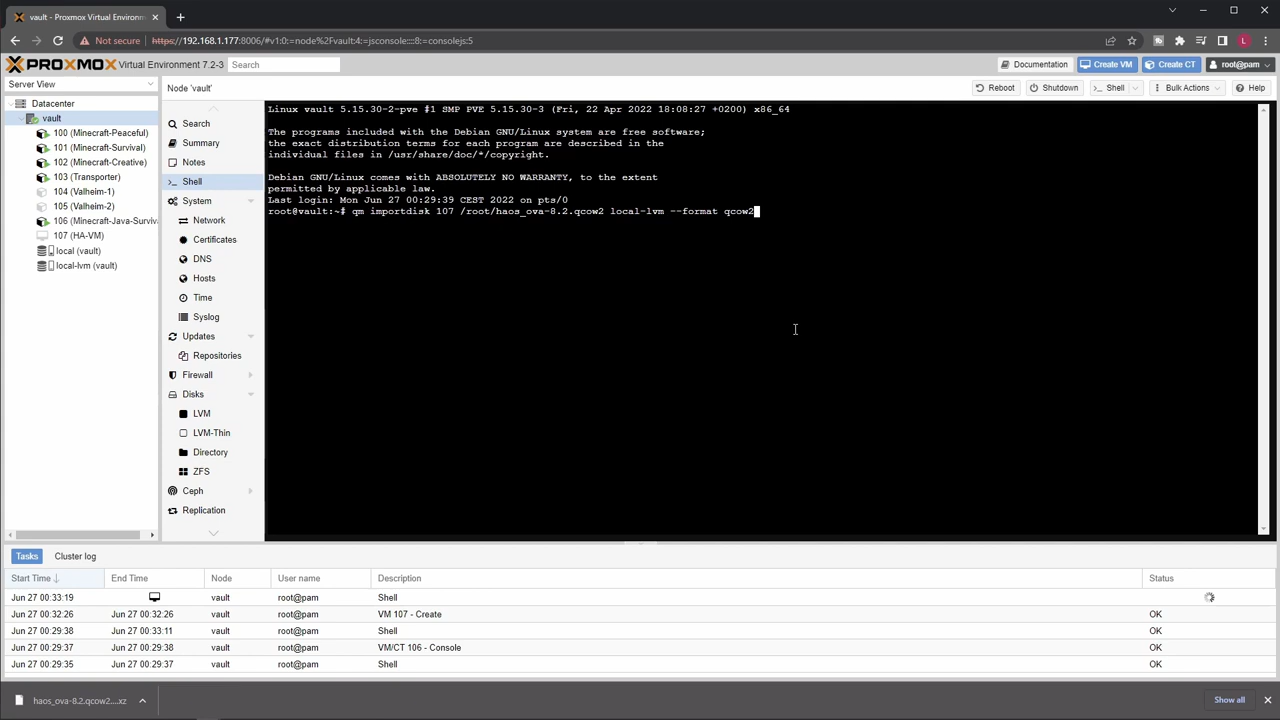 vault - Proxmox Virtual Environm
Not secure https://192.168.1.177:8006/#v1:0:=node%2Fvault:4:=jsconsole::::8:=consolejs:5
L
PROXMOX Virtual Environment 7.2-3 Search
Documentation Create VM Create CT root@pam
Server View
Node 'vault'
Reboot Shutdown Shell Bulk Actions Help
Datacenter
vault
100 (Minecraft-Peaceful)
101 (Minecraft-Survival)
102 (Minecraft-Creative)
103 (Transporter)
104 (Valheim-1)
105 (Valheim-2)
106 (Minecraft-Java-Surviva
107 (HA-VM)
local (vault)
local-lvm (vault)
Search
Summary
Notes
Shell
System
Network
Certificates
DNS
Hosts
Time
Syslog
Updates
Repositories
Firewall
Disks
LVM
LVM-Thin
Directory
ZFS
Ceph
Replication
Linux vault 5.15.30-2-pve #1 SMP PVE 5.15.30-3 (Fri, 22 Apr 2022 18:08:27 +0200) x86_64
The programs included with the Debian GNU/Linux system are free software;
the exact distribution terms for each program are described in the
individual files in /usr/share/doc/*/copyright.
Debian GNU/Linux comes with ABSOLUTELY NO WARRANTY, to the extent
permitted by applicable law.
Last login: Mon Jun 27 00:29:39 CEST 2022 on pts/0
root@vault:~# qm importdisk 107 /root/haos_ova-8.2.qcow2 local-lvm --format qcow2
Tasks Cluster log
Start Time End Time Node User name Description Status
Jun 27 00:33:19 vault root@pam Shell
Jun 27 00:32:26 Jun 27 00:32:26 vault root@pam VM 107 - Create OK
Jun 27 00:29:38 Jun 27 00:33:11 vault root@pam Shell OK
Jun 27 00:29:37 Jun 27 00:29:38 vault root@pam VM/CT 106 - Console OK
Jun 27 00:29:35 Jun 27 00:29:37 vault root@pam Shell OK
haos_ova-8.2.qcow2....xz
Show all